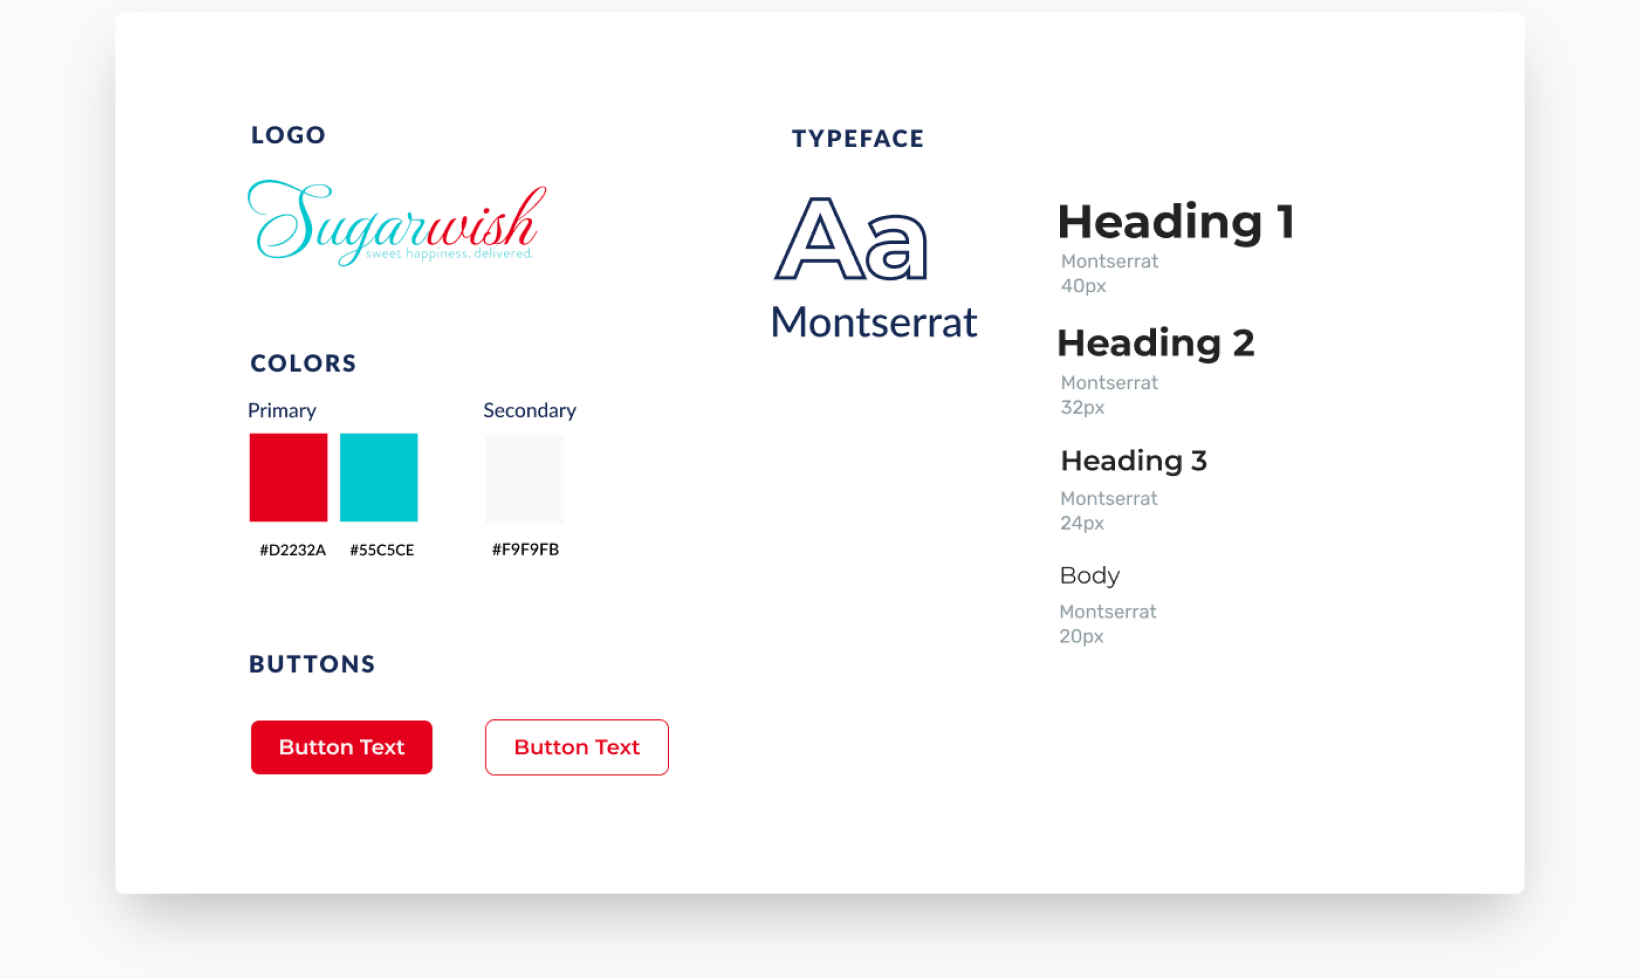 LOGO
Sugarwish
sweet happiness. delivered.
COLORS
Primary
Secondary
#D2232A
#55C5CE
#F9F9FB
BUTTONS
Button Text
Button Text
TYPEFACE
Aa
Montserrat
Heading 1
Montserrat
40px
Heading 2
Montserrat
32px
Heading 3
Montserrat
24px
Body
Montserrat
20px